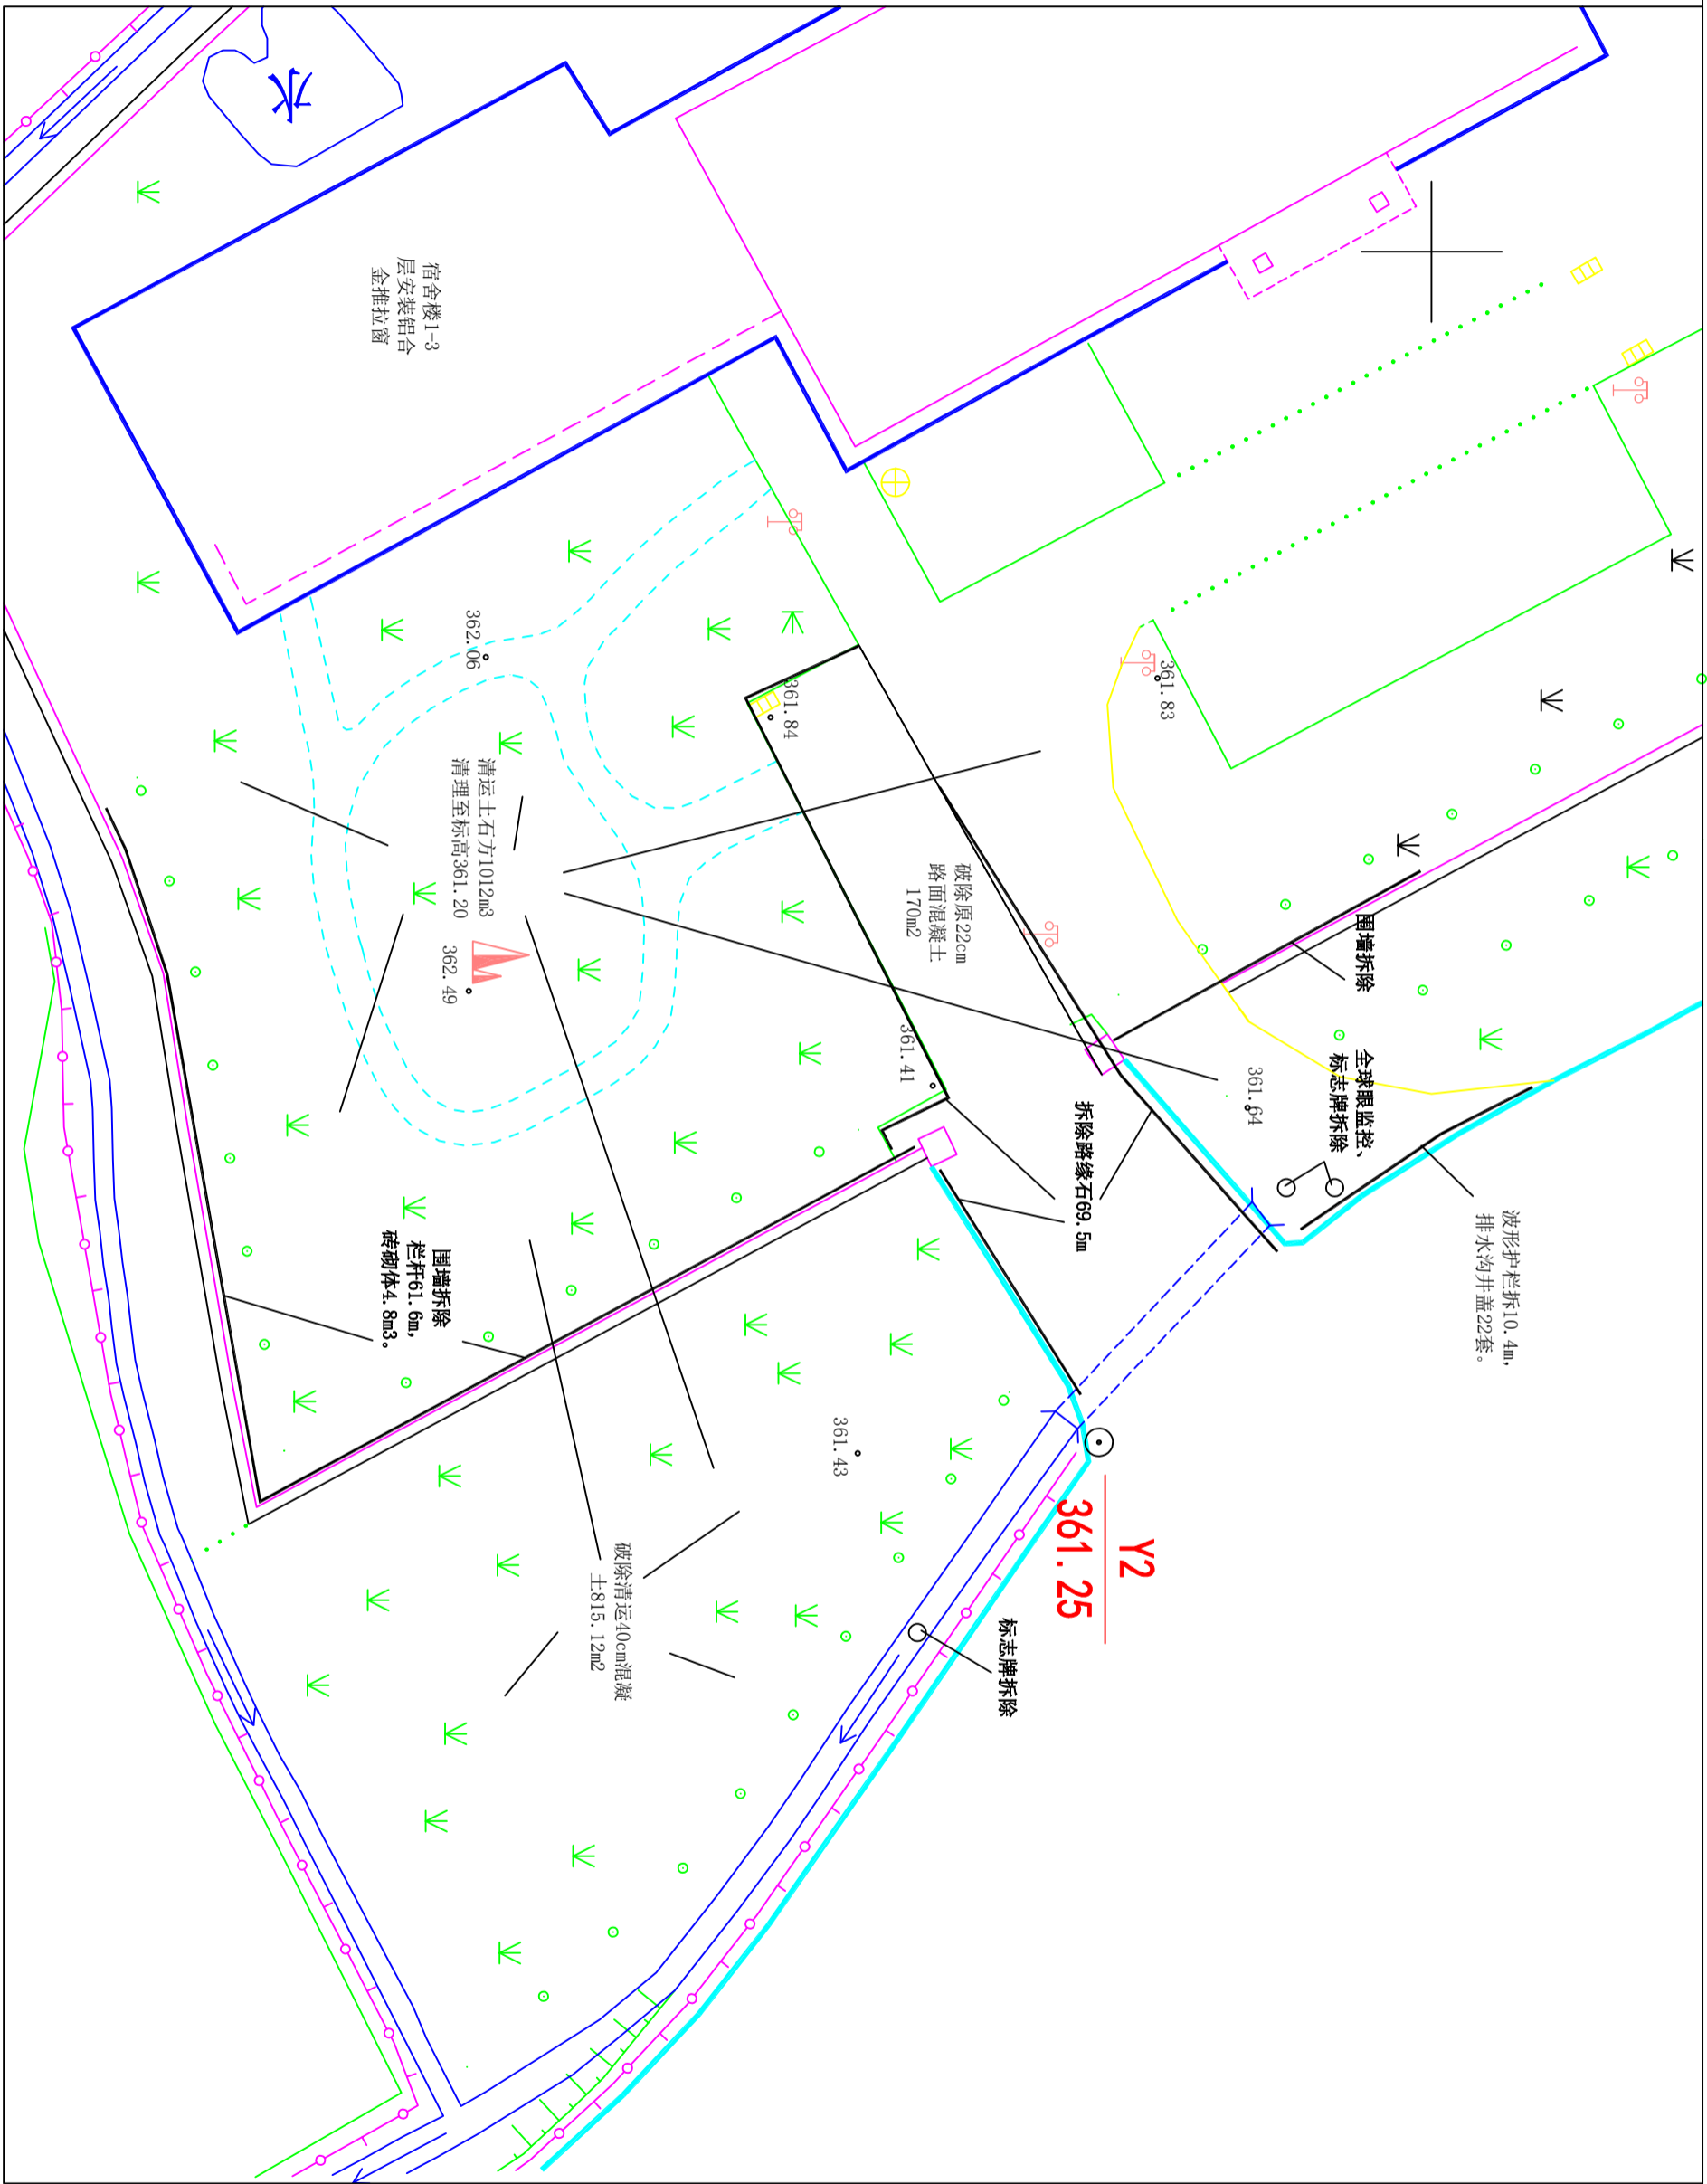 水
宿舍楼1-3
层安装铝合
金推拉窗
362.06
361.84
361.83
清运土石方1012m3
清理至标高361.20
362.49
破除原22cm
路面混凝土
170m2
围墙拆除
361.41
361.64
全球眼监控、
标志牌拆除
拆除路缘石69.5m
波形护栏拆10.4m,
排水沟井盖22套。
围墙拆除
栏杆61.6m,
砖砌体4.8m3。
361.43
Y2
361.25
破除清运40cm混凝
土815.12m2
标志牌拆除